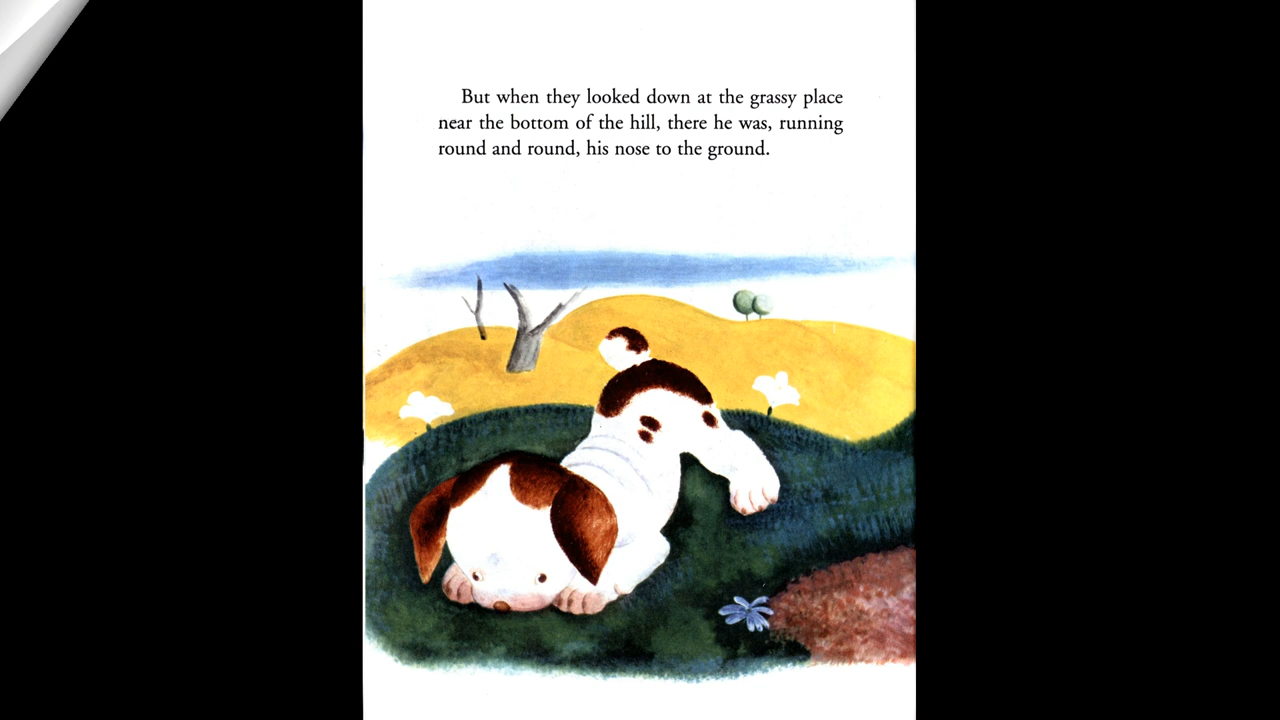 But when they looked down at the grassy place
near the bottom of the hill, there he was, running
round and round, his nose to the ground.